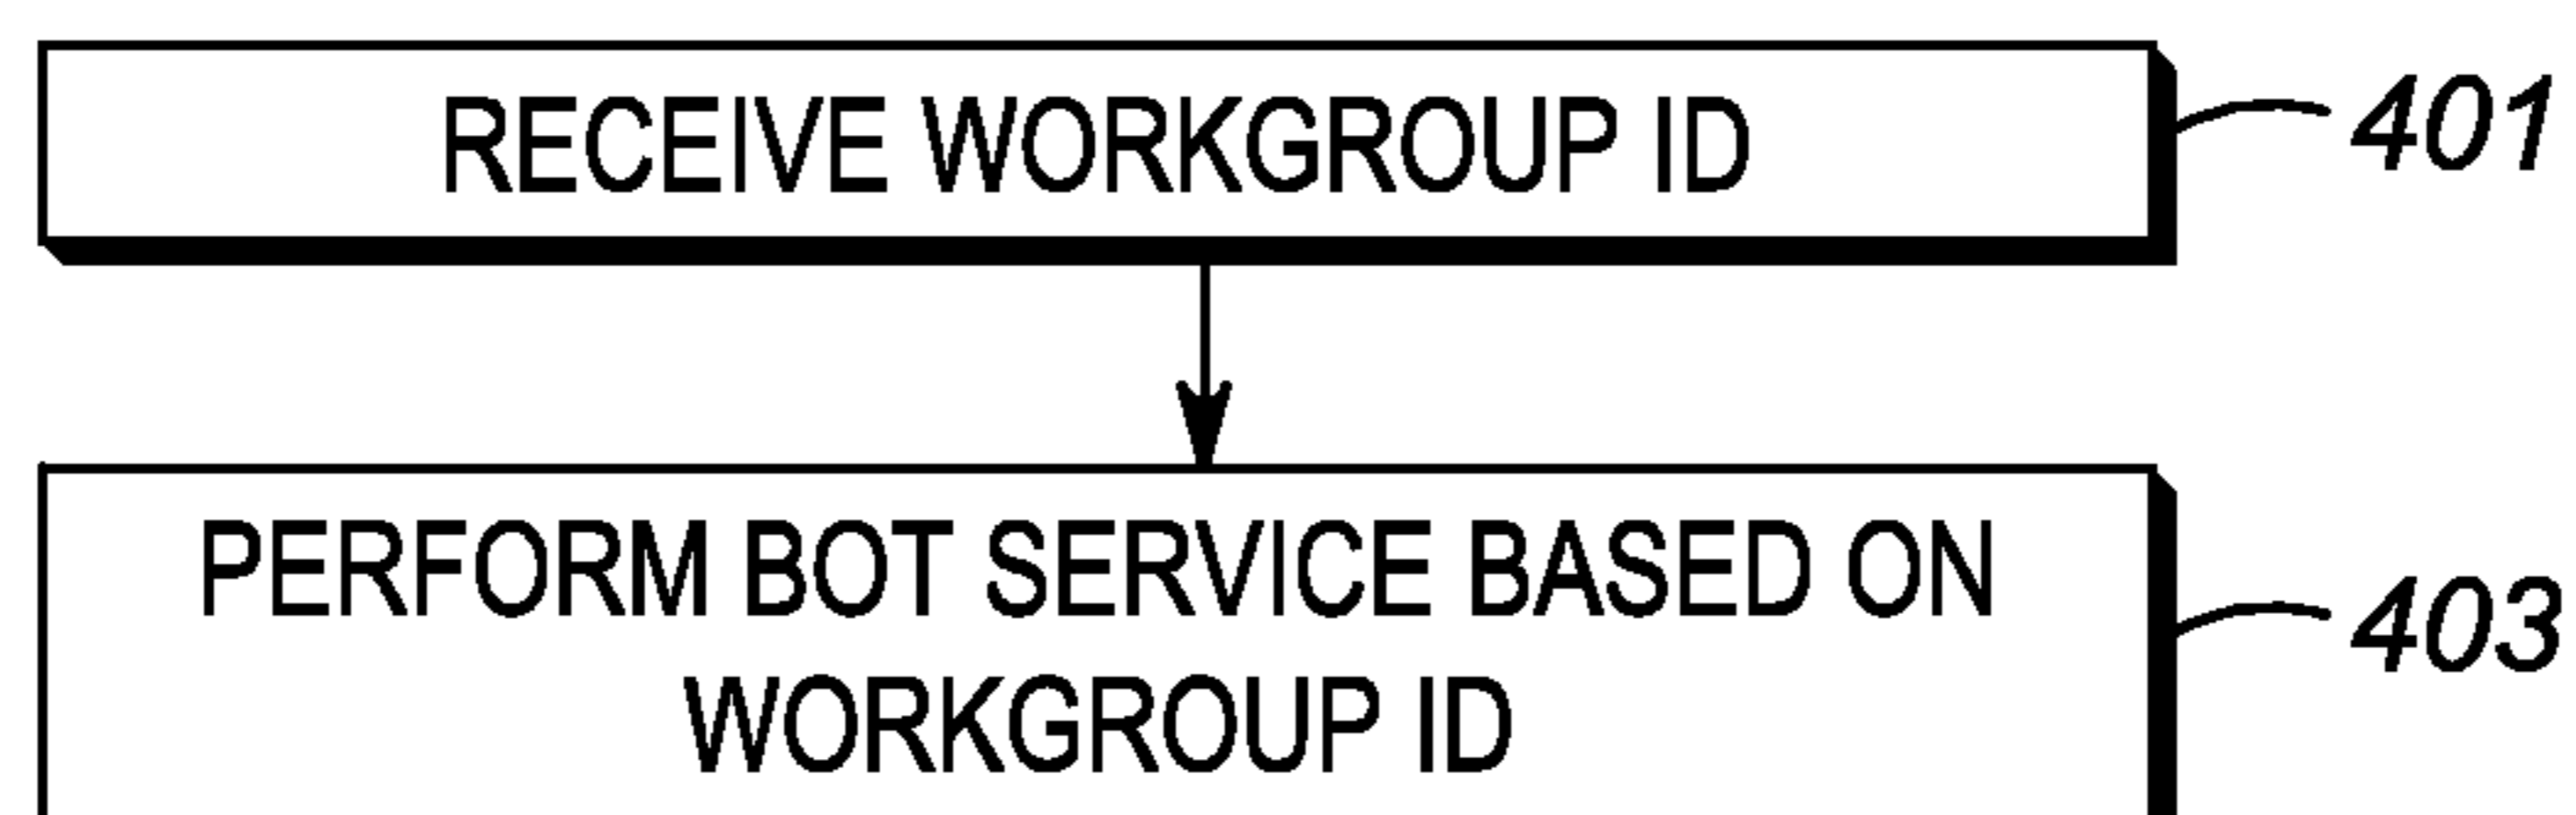 RECEIVE WORKGROUP ID
401
PERFORM BOT SERVICE BASED ON
WORKGROUP ID
403